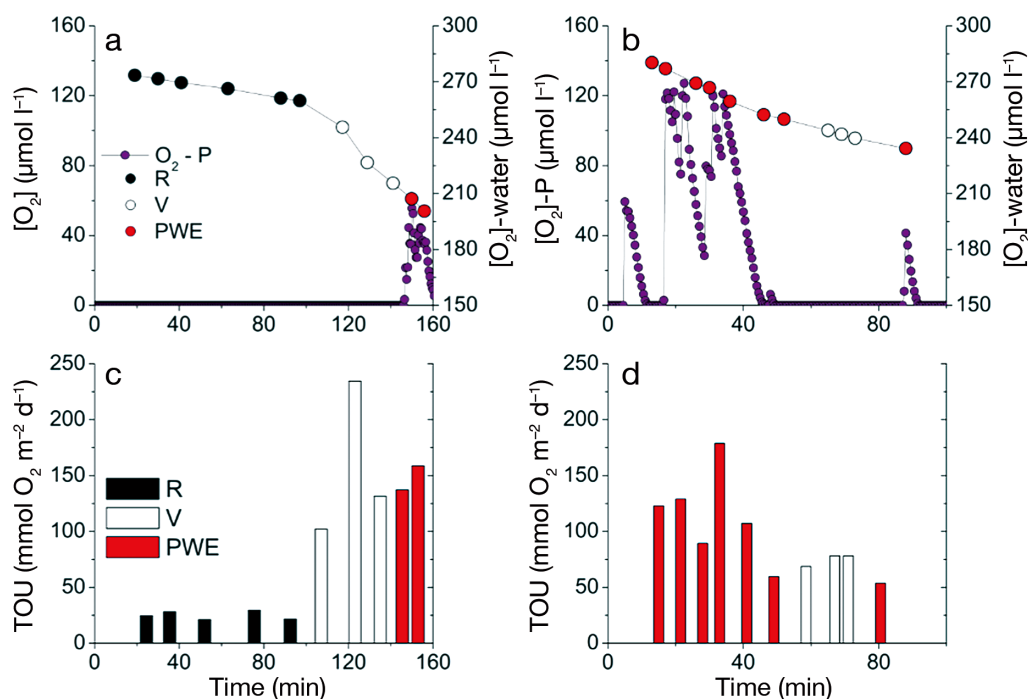 a
160
120
80
40
0
[O₂] (µmol l⁻¹)
300
270
240
210
180
150
[O₂]-water (µmol l⁻¹)
O₂ - P
R
V
PWE
0 40 80 120 160
b
160
120
80
40
0
[O₂]-P (µmol l⁻¹)
300
270
240
210
180
150
[O₂]-water (µmol l⁻¹)
0 40 80
c
250
200
150
100
50
0
TOU (mmol O₂ m⁻² d⁻¹)
R
V
PWE
0 40 80 120 160
Time (min)
d
250
200
150
100
50
0
TOU (mmol O₂ m⁻² d⁻¹)
0 40 80
Time (min)